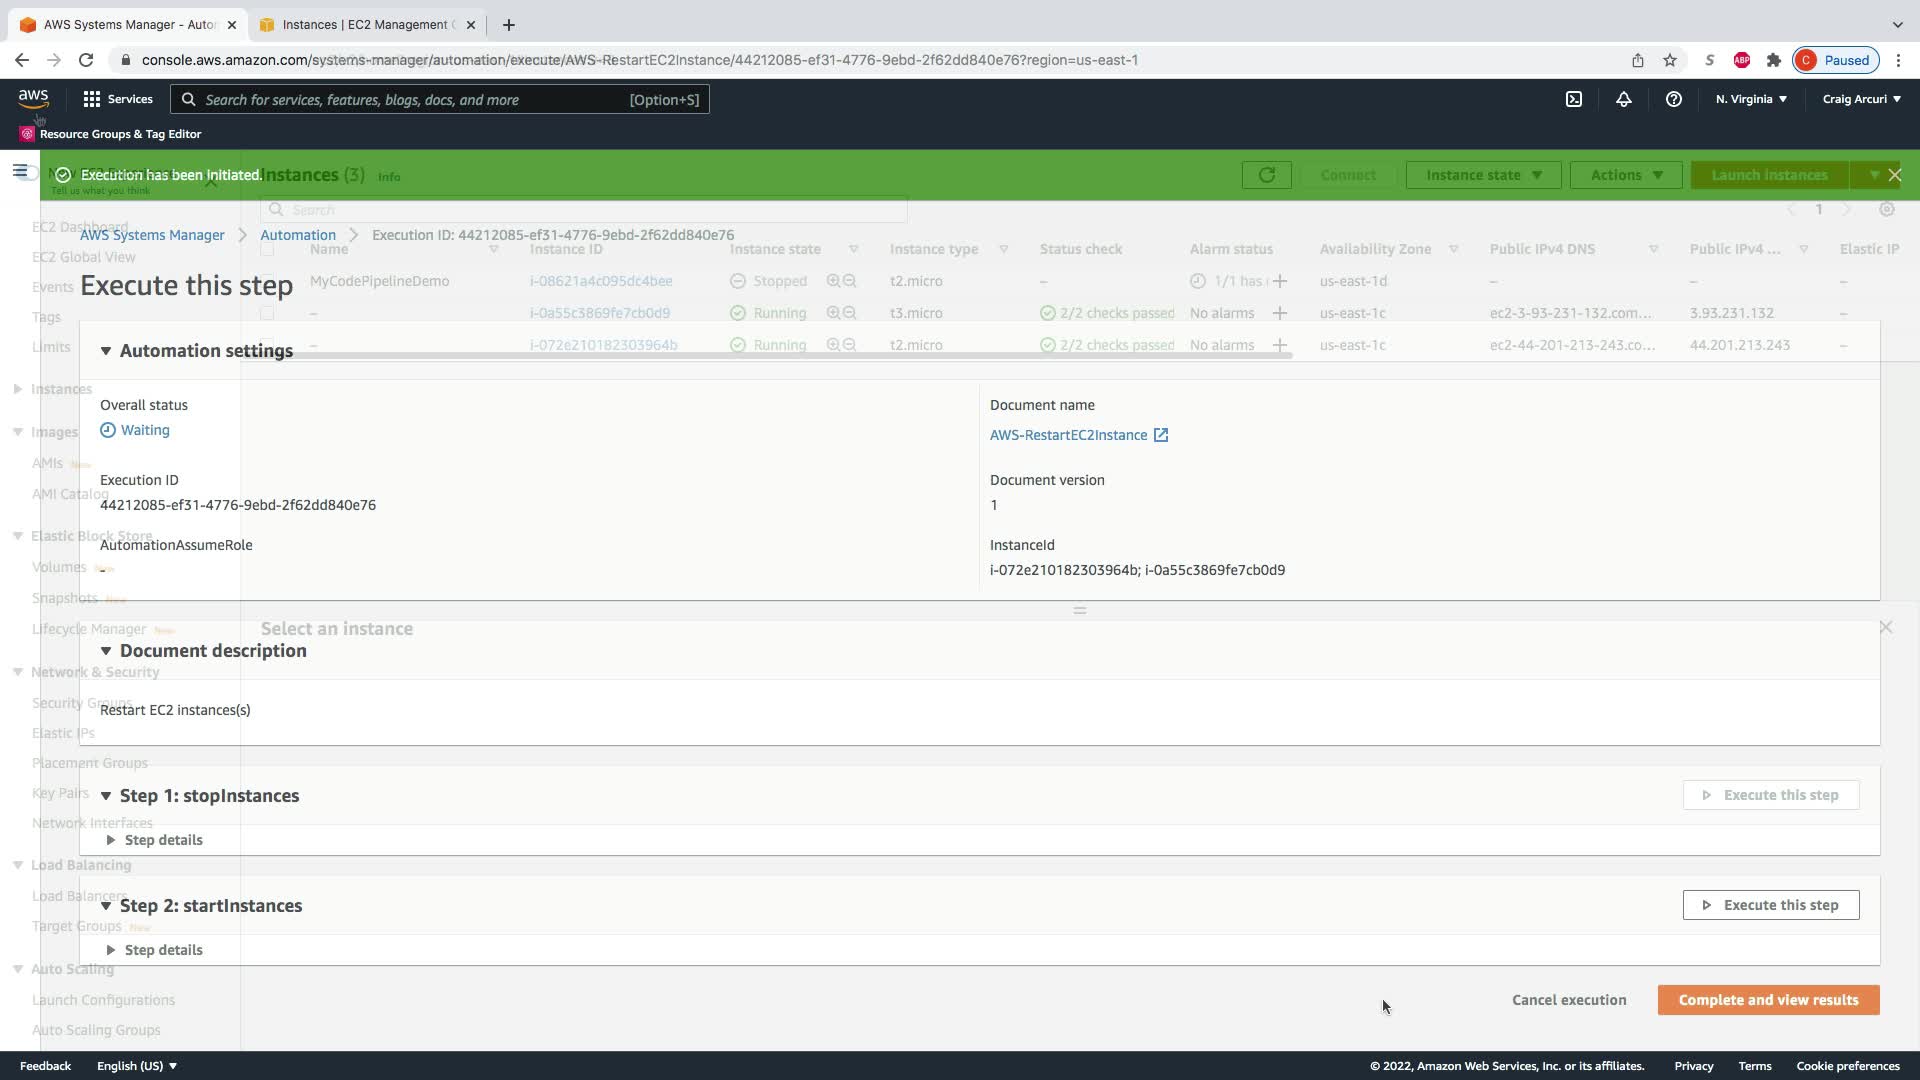 AWS Systems Manager - Auto
Instances | EC2 Management C
console.aws.amazon.com/systems-manager/automation/execute/AWS-RestartEC2Instance/44212085-ef31-4776-9ebd-2f62dd840e76?region=us-east-1
ABP
C Paused
aws
Services
Search for services, features, blogs, docs, and more [Option+S]
N. Virginia
Craig Arcuri
Resource Groups & Tag Editor
Execution has been initiated.
Tell us what you think
Instances (3) Info
Connect
Instance state
Actions
Launch instances
Search
1
EC2 Dashboard
AWS Systems Manager
Automation
Execution ID: 44212085-ef31-4776-9ebd-2f62dd840e76
Name
Instance ID
Instance state
Instance type
Status check
Alarm status
Availability Zone
Public IPv4 DNS
Public IPv4 ...
Elastic IP
EC2 Global View
Events
Execute this step
MyCodePipelineDemo
i-08621a4c095dc4bee
Stopped
t2.micro
–
1/1 has
us-east-1d
–
–
–
Tags
–
i-0a55c3869fe7cb0d9
Running
t3.micro
2/2 checks passed
No alarms
us-east-1c
ec2-3-93-231-132.com...
3.93.231.132
–
Limits
–
i-072e210182303964b
Running
t2.micro
2/2 checks passed
No alarms
us-east-1c
ec2-44-201-213-243.co...
44.201.213.243
–
Automation settings
Instances
Overall status
Waiting
Document name
AWS-RestartEC2Instance
Images
AMIs New
AMI Catalog
Execution ID
44212085-ef31-4776-9ebd-2f62dd840e76
Document version
1
Elastic Block Store
AutomationAssumeRole
-
InstanceId
i-072e210182303964b; i-0a55c3869fe7cb0d9
Volumes New
Snapshots New
Lifecycle Manager New
Select an instance
Document description
Network & Security
Security Groups
Restart EC2 instances(s)
Elastic IPs
Placement Groups
Key Pairs
Step 1: stopInstances
Execute this step
Network Interfaces
Step details
Load Balancing
Load Balancers
Step 2: startInstances
Execute this step
Target Groups New
Step details
Auto Scaling
Launch Configurations
Auto Scaling Groups
Cancel execution
Complete and view results
Feedback
English (US)
© 2022, Amazon Web Services, Inc. or its affiliates.
Privacy
Terms
Cookie preferences